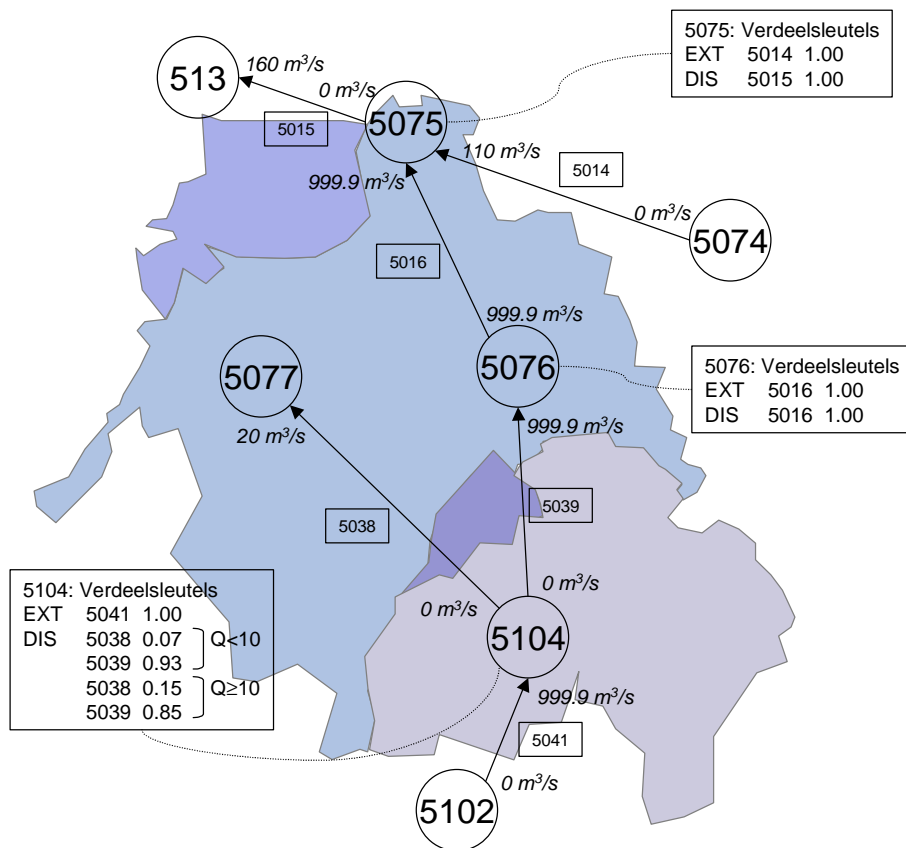 5075: Verdeelsleutels
EXT 5014 1.00
DIS 5015 1.00
513
160 m³/s
0 m³/s
5015
5075
110 m³/s
5014
999.9 m³/s
0 m³/s
5074
5016
999.9 m³/s
5077
5076
5076: Verdeelsleutels
EXT 5016 1.00
DIS 5016 1.00
20 m³/s
999.9 m³/s
5038
5039
5104: Verdeelsleutels
EXT 5041 1.00
DIS 5038 0.07
5039 0.93
Q<10
5038 0.15
5039 0.85
Q≥10
0 m³/s
0 m³/s
5104
999.9 m³/s
5041
0 m³/s
5102